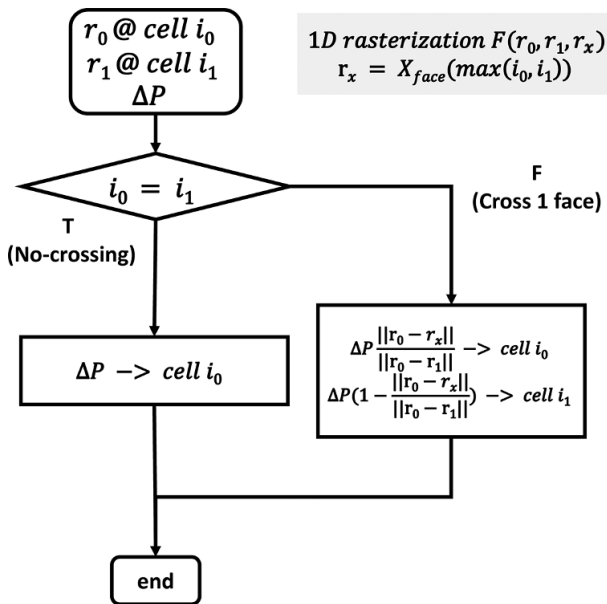 r₀ @ cell i₀
r₁ @ cell i₁
ΔP
1D rasterization F(r₀, r₁, rₓ)
rₓ = X_face(max(i₀, i₁))
i₀ = i₁
F
(Cross 1 face)
T
(No-crossing)
ΔP −> cell i₀
ΔP ||r₀ − rₓ|| / ||r₀ − r₁|| −> cell i₀
ΔP(1 − ||r₀ − rₓ|| / ||r₀ − r₁||) −> cell i₁
end